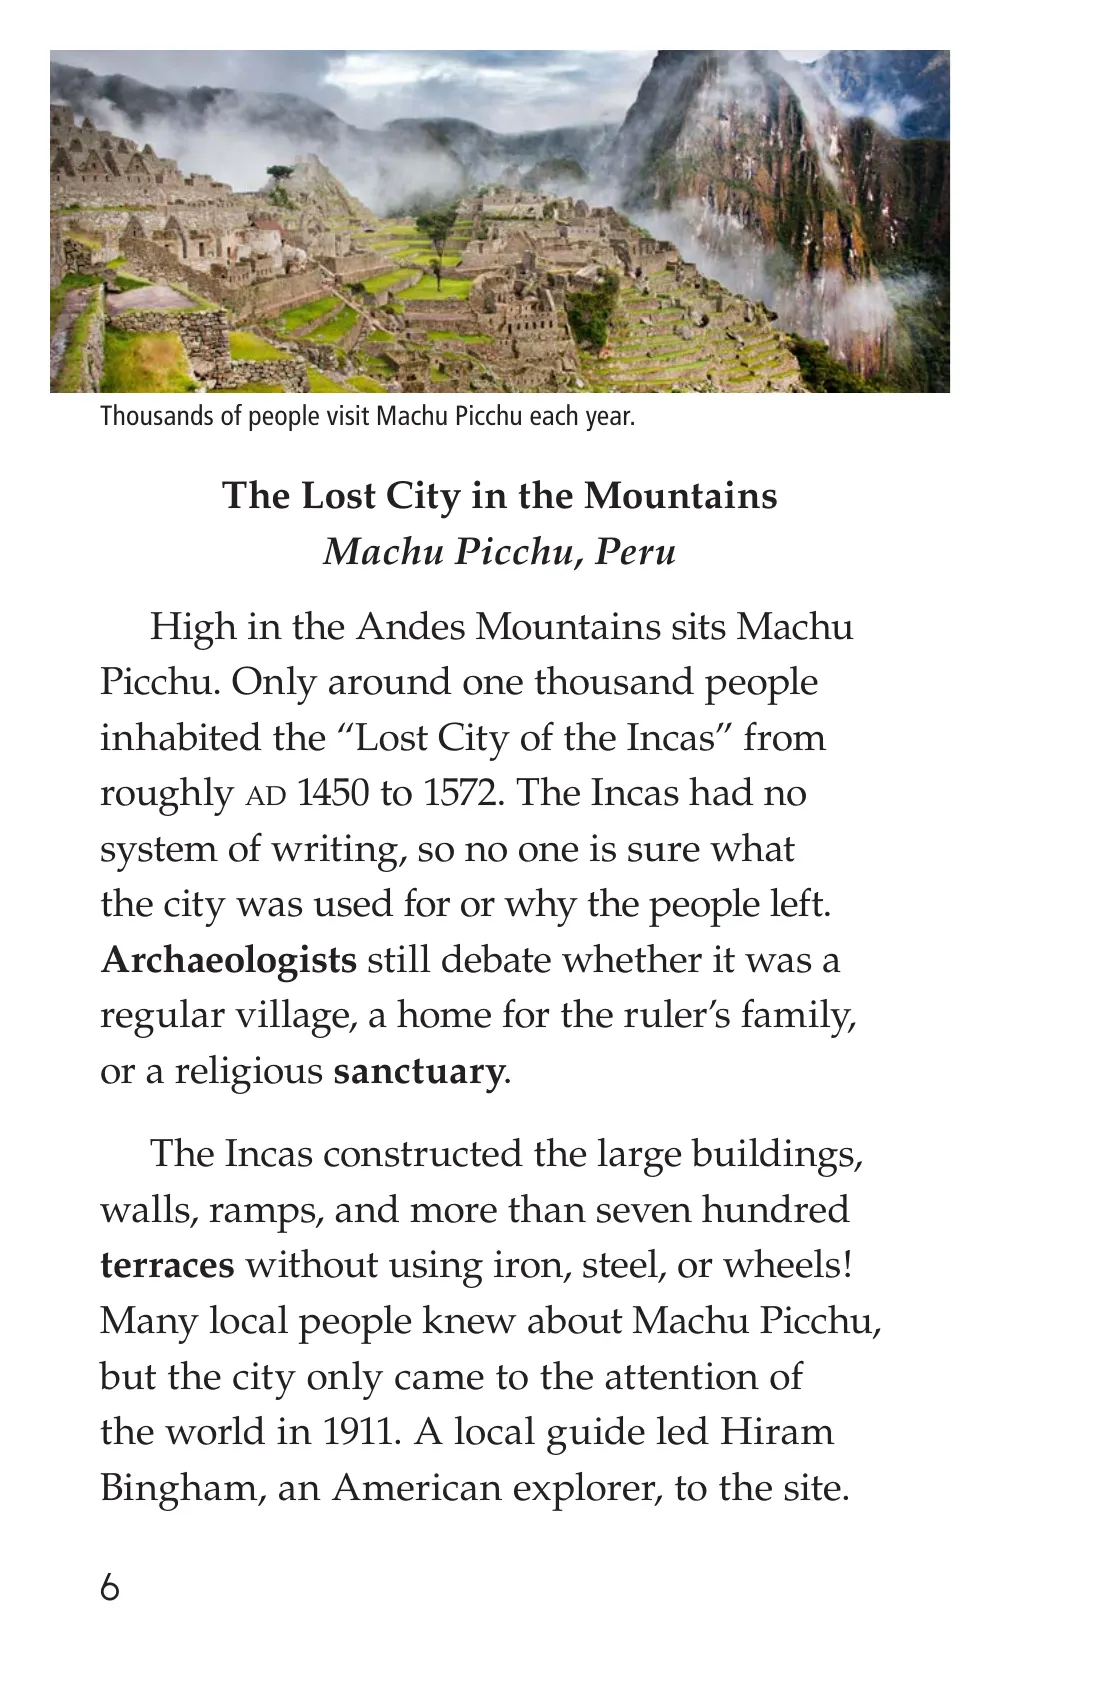 Thousands of people visit Machu Picchu each year.
The Lost City in the Mountains
Machu Picchu, Peru
High in the Andes Mountains sits Machu
Picchu. Only around one thousand people
inhabited the “Lost City of the Incas” from
roughly AD 1450 to 1572. The Incas had no
system of writing, so no one is sure what
the city was used for or why the people left.
Archaeologists still debate whether it was a
regular village, a home for the ruler’s family,
or a religious sanctuary.
The Incas constructed the large buildings,
walls, ramps, and more than seven hundred
terraces without using iron, steel, or wheels!
Many local people knew about Machu Picchu,
but the city only came to the attention of
the world in 1911. A local guide led Hiram
Bingham, an American explorer, to the site.
6